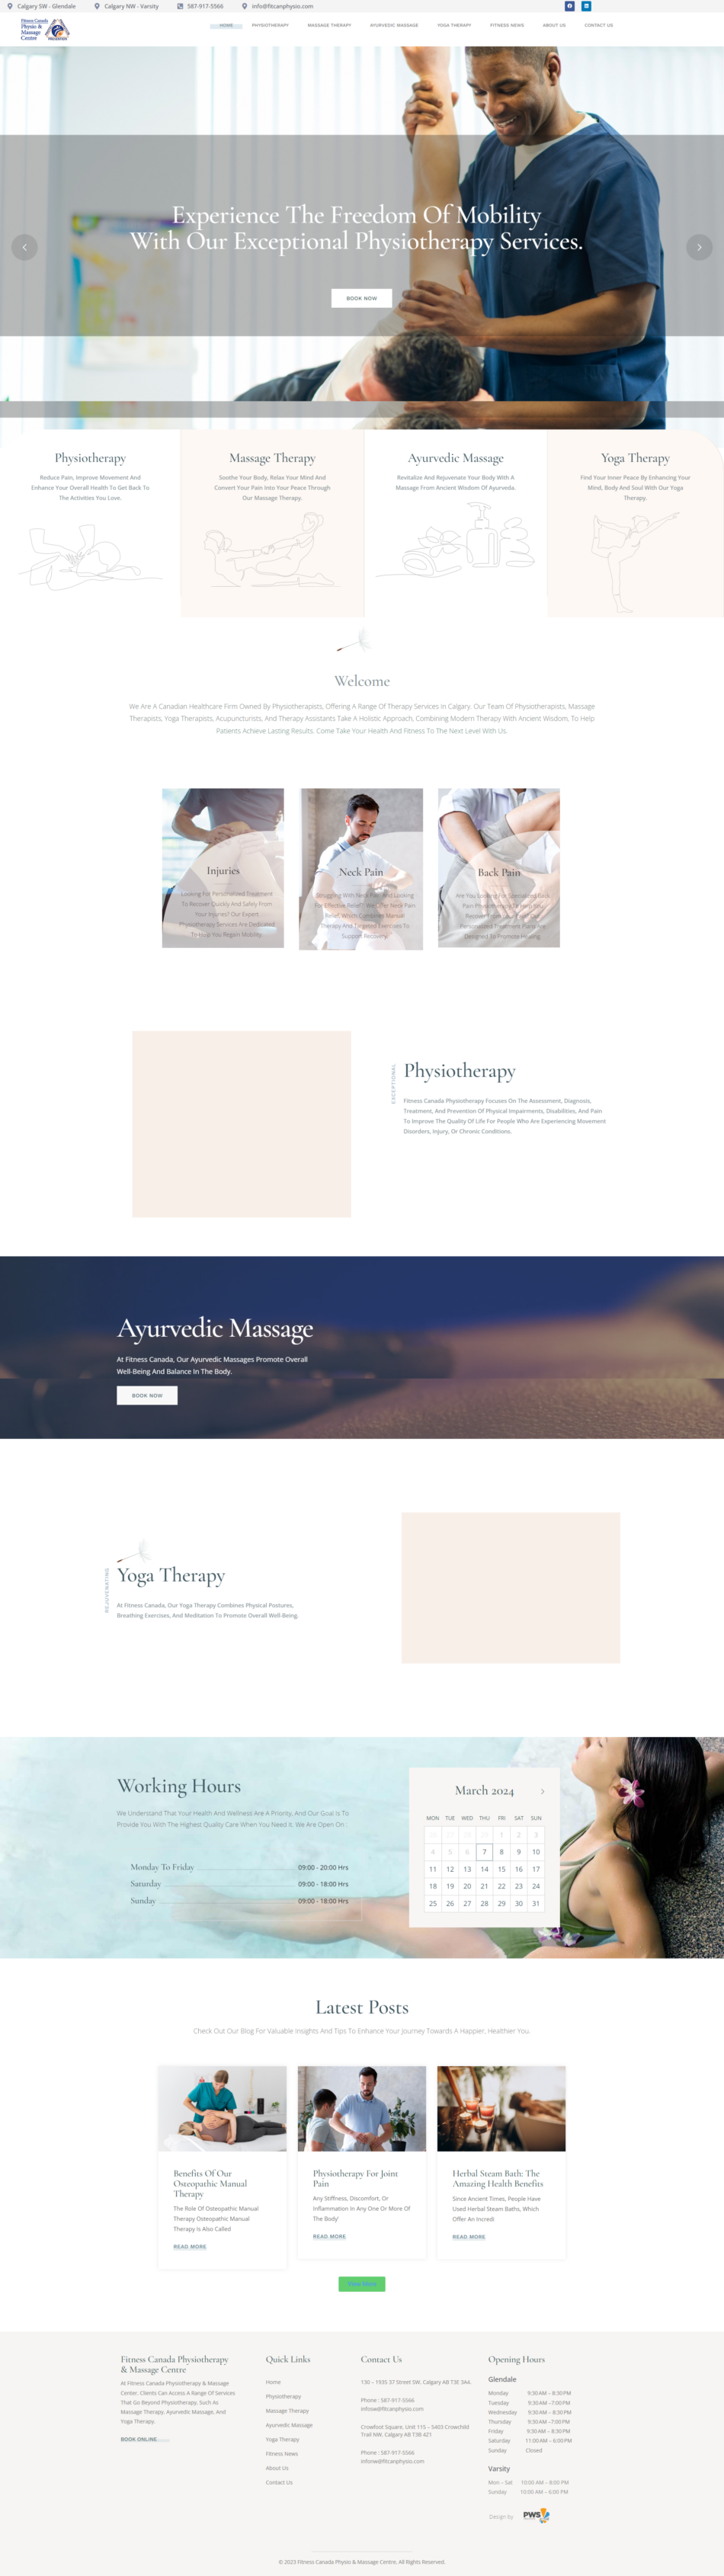 Calgary SW - Glendale
Calgary NW - Varsity
587-917-5566
info@fitcanphysio.com
Fitness Canada
Physio &
Massage
Centre
HOME
PHYSIOTHERAPY
MASSAGE THERAPY
AYURVEDIC MASSAGE
YOGA THERAPY
FITNESS NEWS
ABOUT US
CONTACT US
Experience The Freedom Of Mobility
With Our Exceptional Physiotherapy Services.
BOOK NOW
Physiotherapy
Reduce Pain, Improve Movement And
Enhance Your Overall Health To Get Back To
The Activities You Love.
Massage Therapy
Soothe Your Body, Relax Your Mind And
Convert Your Pain Into Your Peace Through
Our Massage Therapy.
Ayurvedic Massage
Revitalize And Rejuvenate Your Body With A
Massage From Ancient Wisdom Of Ayurveda.
Yoga Therapy
Find Your Inner Peace By Enhancing Your
Mind, Body And Soul With Our Yoga
Therapy.
Welcome
We Are A Canadian Healthcare Firm Owned By Physiotherapists, Offering A Range Of Therapy Services In Calgary. Our Team Of Physiotherapists, Massage
Therapists, Yoga Therapists, Acupuncturists, And Therapy Assistants Take A Holistic Approach, Combining Modern Therapy With Ancient Wisdom, To Help
Patients Achieve Lasting Results. Come Take Your Health And Fitness To The Next Level With Us.
Injuries
Looking For Personalized Treatment
To Recover Quickly And Safely From
Your Injuries? Our Expert
Physiotherapy Services Are Dedicated
To Help You Regain Mobility.
Neck Pain
Struggling With Neck Pain And Looking
For Effective Relief? We Offer Neck Pain
Relief, Which Combines Manual
Therapy And Targeted Exercises To
Support Recovery.
Back Pain
Are You Looking For Specialized Back
Pain
Recover
Personalized Treatment Plans Are
Designed To Promote Healing.
EXCEPTIONAL
Physiotherapy
Fitness Canada Physiotherapy Focuses On The Assessment, Diagnosis,
Treatment, And Prevention Of Physical Impairments, Disabilities, And Pain
To Improve The Quality Of Life For People Who Are Experiencing Movement
Disorders, Injury, Or Chronic Conditions.
Ayurvedic Massage
At Fitness Canada, Our Ayurvedic Massages Promote Overall
Well-Being And Balance In The Body.
BOOK NOW
REJUVENATING
Yoga Therapy
At Fitness Canada, Our Yoga Therapy Combines Physical Postures,
Breathing Exercises, And Meditation To Promote Overall Well-Being.
Working Hours
We Understand That Your Health And Wellness Are A Priority, And Our Goal Is To
Provide You With The Highest Quality Care When You Need It. We Are Open On :
Monday To Friday 09:00 - 20:00 Hrs
Saturday 09:00 - 18:00 Hrs
Sunday 09:00 - 18:00 Hrs
March 2024
MON TUE WED THU FRI SAT SUN
1 2 3
4 5 6 7 8 9 10
11 12 13 14 15 16 17
18 19 20 21 22 23 24
25 26 27 28 29 30 31
Latest Posts
Check Out Our Blog For Valuable Insights And Tips To Enhance Your Journey Towards A Happier, Healthier You.
Benefits Of Our
Osteopathic Manual
Therapy
The Role Of Osteopathic Manual
Therapy Osteopathic Manual
Therapy Is Also Called
READ MORE
Physiotherapy For Joint
Pain
Any Stiffness, Discomfort, Or
Inflammation In Any One Or More Of
The Body'
READ MORE
Herbal Steam Bath: The
Amazing Health Benefits
Since Ancient Times, People Have
Used Herbal Steam Baths, Which
Offer An Incredi
READ MORE
Fitness Canada Physiotherapy
& Massage Centre
At Fitness Canada Physiotherapy & Massage
Center, Clients Can Access A Range Of Services
That Go Beyond Physiotherapy, Such As
Massage Therapy, Ayurvedic Massage, And
Yoga Therapy.
BOOK ONLINE
Quick Links
Home
Physiotherapy
Massage Therapy
Ayurvedic Massage
Yoga Therapy
Fitness News
About Us
Contact Us
Contact Us
130 – 1935 37 Street SW, Calgary AB T3E 3A4.
Phone : 587-917-5566
infosw@fitcanphysio.com
Crowfoot Square. Unit 115 – 5403 Crowchild
Trail NW. Calgary AB T3B 4Z1
Phone : 587-917-5566
infonw@fitcanphysio.com
Opening Hours
Glendale
Monday 9:30 AM – 8:30 PM
Tuesday 9:30 AM –7:00 PM
Wednesday 9:30 AM – 8:30 PM
Thursday 9:30 AM –7:00 PM
Friday 9:30 AM – 8:30 PM
Saturday 11:00 AM – 6:00 PM
Sunday Closed
Varsity
Mon – Sat 10:00 AM – 8:00 PM
Sunday 10:00 AM – 6:00 PM
Design by
PWS
© 2023 Fitness Canada Physio & Massage Centre, All Rights Reserved.